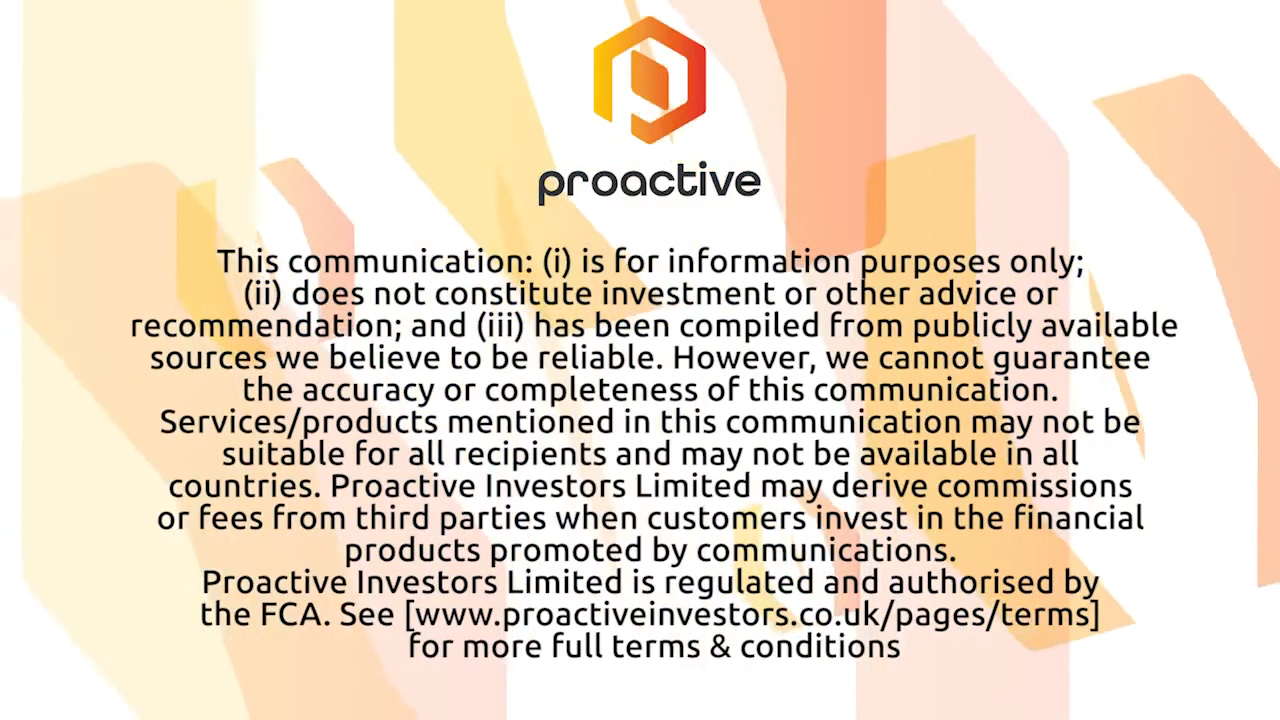 proactive
This communication: (i) is for information purposes only;
(ii) does not constitute investment or other advice or
recommendation; and (iii) has been compiled from publicly available
sources we believe to be reliable. However, we cannot guarantee
the accuracy or completeness of this communication.
Services/products mentioned in this communication may not be
suitable for all recipients and may not be available in all
countries. Proactive Investors Limited may derive commissions
or fees from third parties when customers invest in the financial
products promoted by communications.
Proactive Investors Limited is regulated and authorised by
the FCA. See [www.proactiveinvestors.co.uk/pages/terms]
for more full terms & conditions